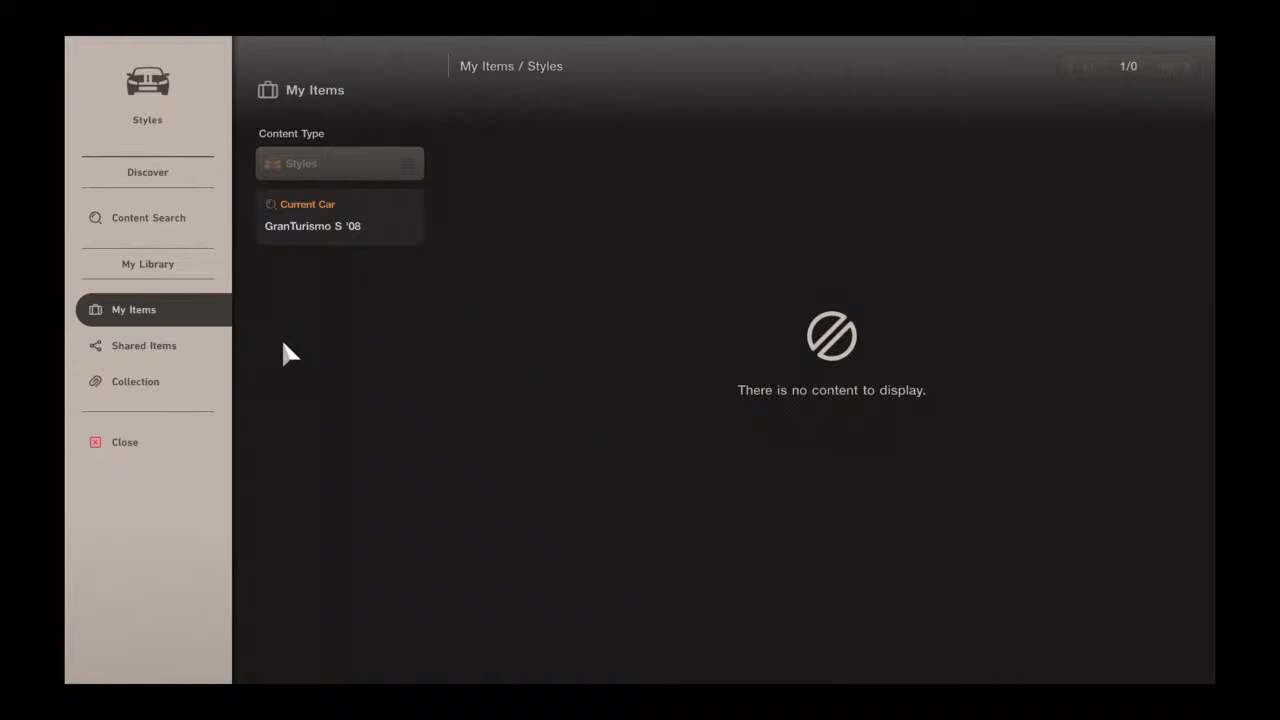 Styles
Discover
Content Search
My Library
My Items
Shared Items
Collection
Close
My Items / Styles
1/0
My Items
Content Type
Styles
Current Car
GranTurismo S '08
There is no content to display.